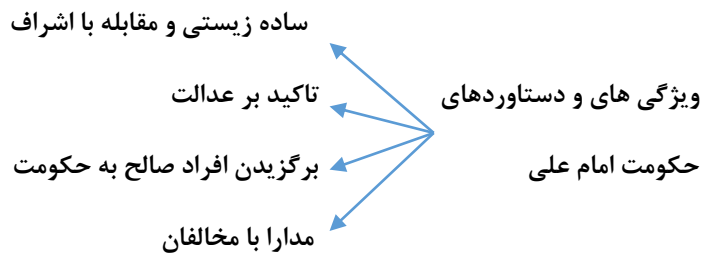 ویژگی های و دستاوردهای
حکومت امام علی
ساده زیستی و مقابله با اشراف
تاکید بر عدالت
برگزیدن افراد صالح به حکومت
مدارا با مخالفان